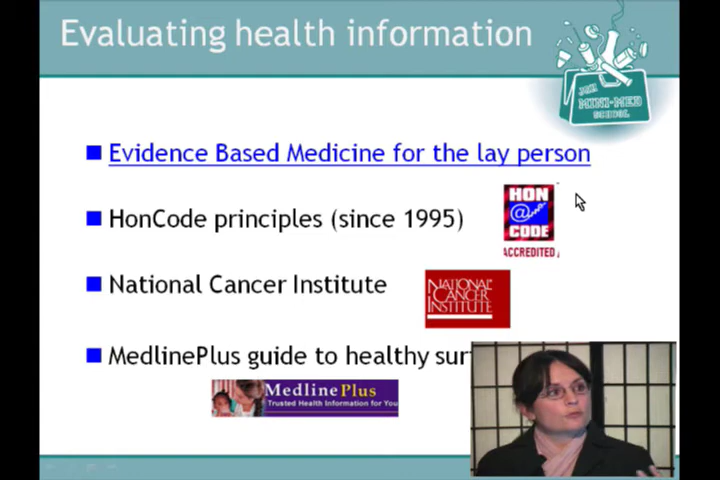 Evaluating health information
MINI-MED
SCHOOL
Evidence Based Medicine for the lay person
HonCode principles (since 1995)
HON
@
CODE
ACCREDITED
National Cancer Institute
NATIONAL
CANCER
INSTITUTE
MedlinePlus guide to healthy sur
MedlinePlus
Trusted Health Information for You